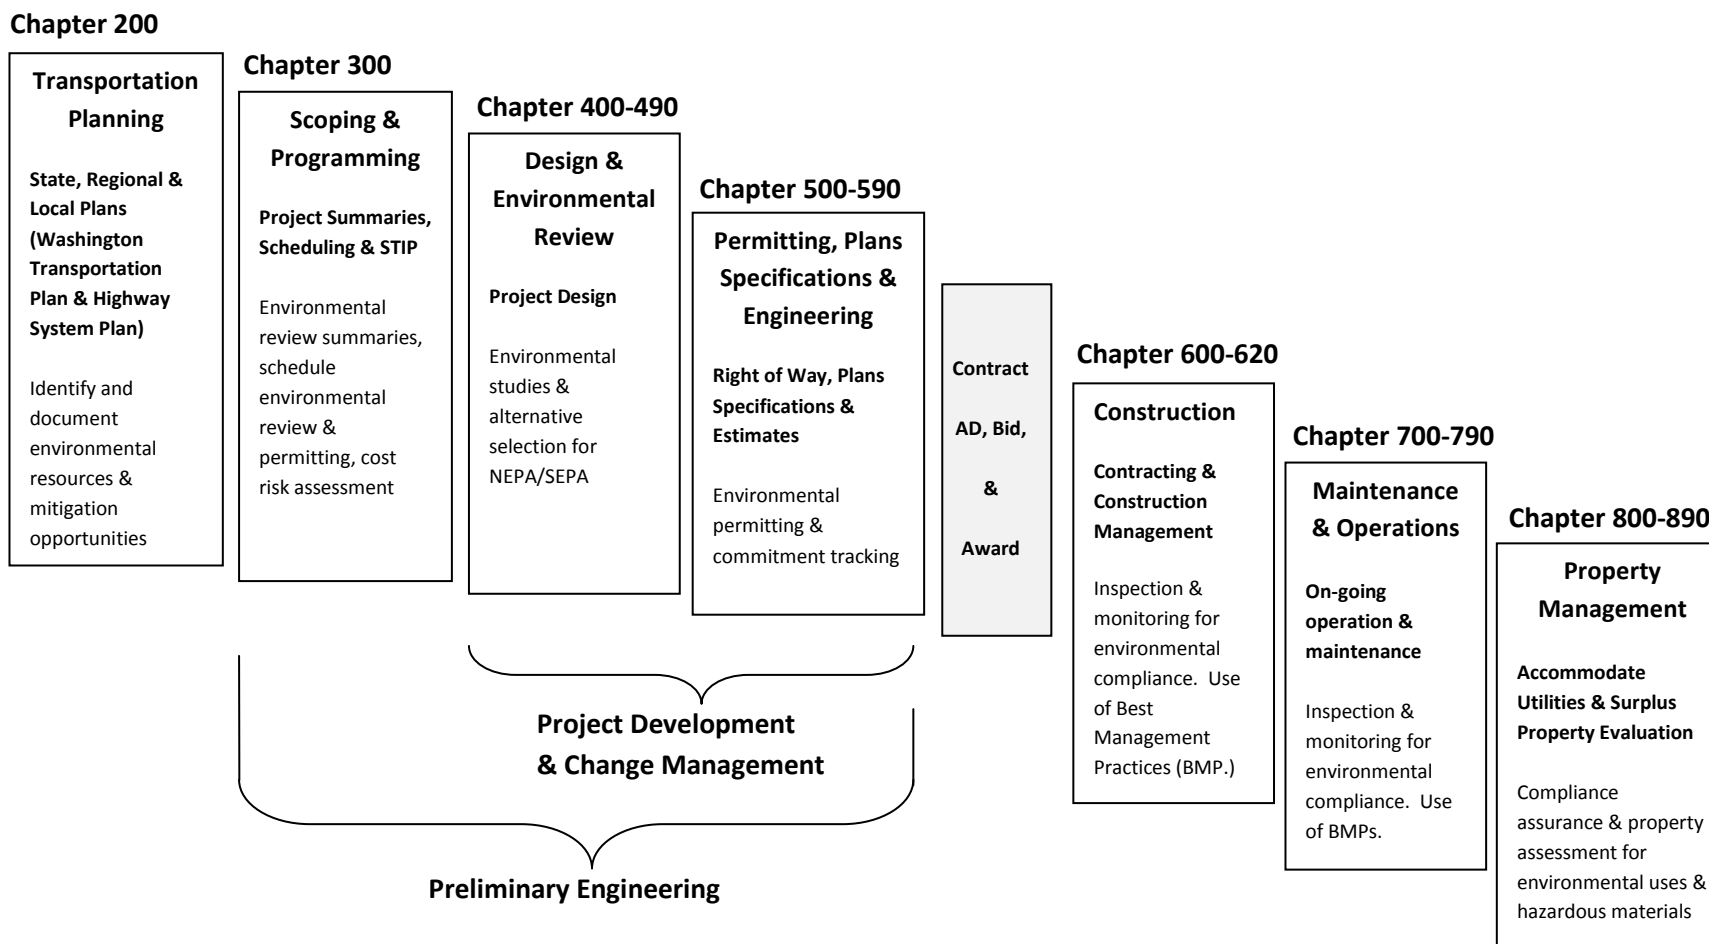 Chapter 200
Transportation
Planning
State, Regional &
Local Plans
(Washington
Transportation
Plan & Highway
System Plan)
Identify and
document
environmental
resources &
mitigation
opportunities
Chapter 300
Scoping &
Programming
Project Summaries,
Scheduling & STIP
Environmental
review summaries,
schedule
environmental
review &
permitting, cost
risk assessment
Chapter 400-490
Design &
Environmental
Review
Project Design
Environmental
studies &
alternative
selection for
NEPA/SEPA
Chapter 500-590
Permitting, Plans
Specifications &
Engineering
Right of Way, Plans
Specifications &
Estimates
Environmental
permitting &
commitment tracking
Contract
AD, Bid,
&
Award
Chapter 600-620
Construction
Contracting &
Construction
Management
Inspection &
monitoring for
environmental
compliance.  Use
of Best
Management
Practices (BMP.)
Chapter 700-790
Maintenance
& Operations
On-going
operation &
maintenance
Inspection &
monitoring for
environmental
compliance.  Use
of BMPs.
Chapter 800-890
Property
Management
Accommodate
Utilities & Surplus
Property Evaluation
Compliance
assurance & property
assessment for
environmental uses &
hazardous materials
Project Development
& Change Management
Preliminary Engineering